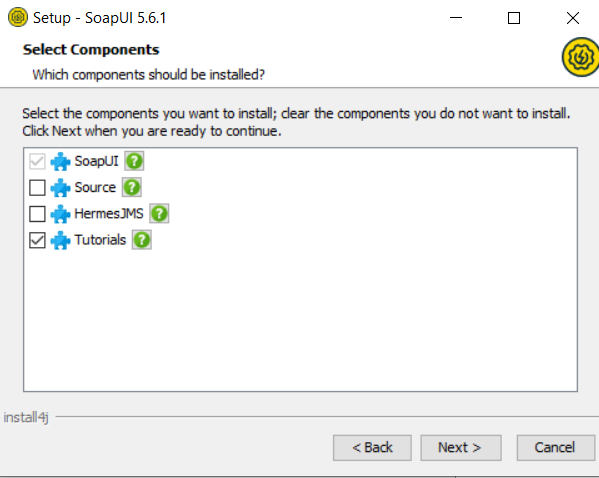 Setup - SoapUI 5.6.1
Select Components
Which components should be installed?
Select the components you want to install; clear the components you do not want to install.
Click Next when you are ready to continue.
SoapUI ?
Source ?
HermesJMS ?
Tutorials ?
install4j
< Back Next > Cancel